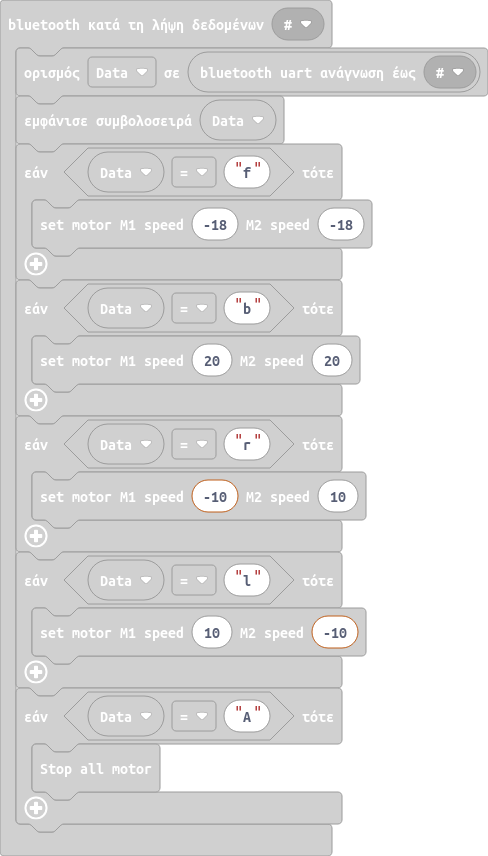 bluetooth κατά τη λήψη δεδομένων #
ορισμός Data σε bluetooth uart ανάγνωση έως #
εμφάνισε συμβολοσειρά Data
εάν Data = "f" τότε
set motor M1 speed -18 M2 speed -18
εάν Data = "b" τότε
set motor M1 speed 20 M2 speed 20
εάν Data = "r" τότε
set motor M1 speed -10 M2 speed 10
εάν Data = "l" τότε
set motor M1 speed 10 M2 speed -10
εάν Data = "A" τότε
Stop all motor